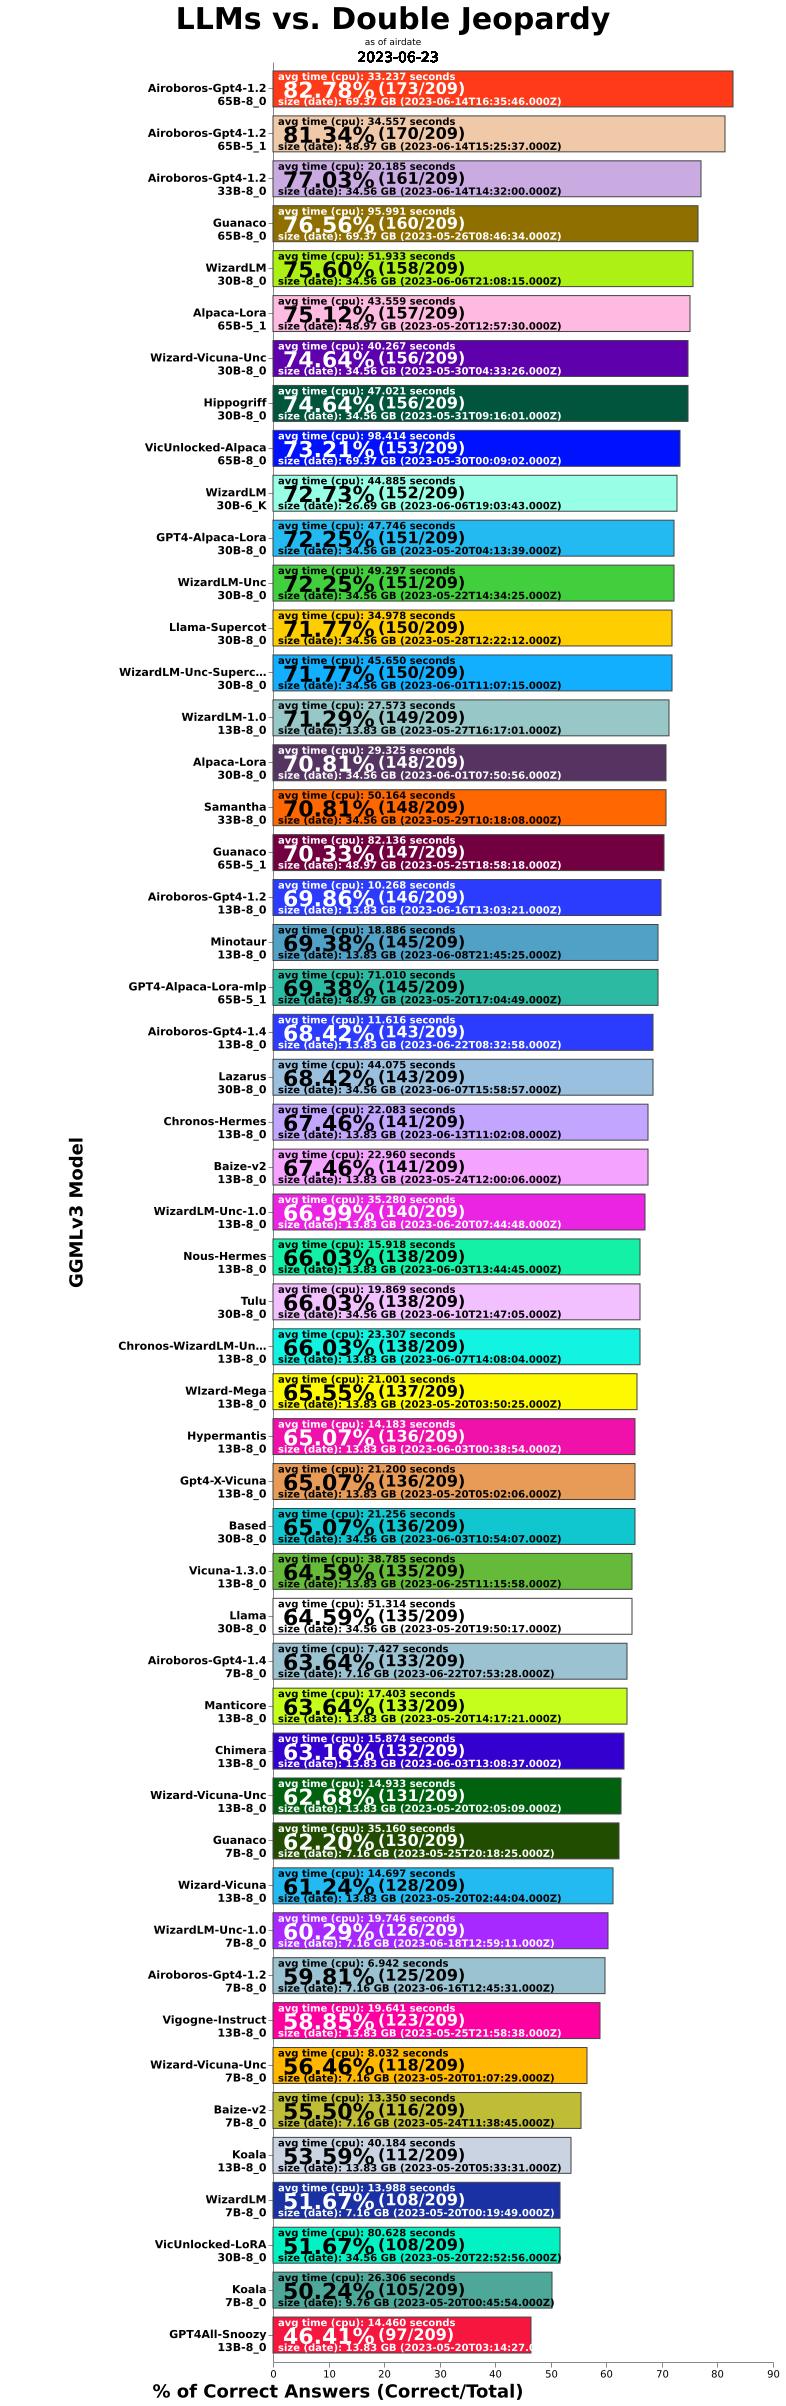 LLMs vs. Double Jeopardy
as of airdate
2023-06-23
Airoboros-Gpt4-1.2
65B-8_0
avg time (cpu): 33.237 seconds
82.78% (173/209)
size (date): 69.37 GB (2023-06-14T16:35:46.000Z)
Airoboros-Gpt4-1.2
65B-5_1
avg time (cpu): 34.557 seconds
81.34% (170/209)
size (date): 48.97 GB (2023-06-14T15:25:37.000Z)
Airoboros-Gpt4-1.2
33B-8_0
avg time (cpu): 20.185 seconds
77.03% (161/209)
size (date): 34.56 GB (2023-06-14T14:32:00.000Z)
Guanaco
65B-8_0
avg time (cpu): 95.991 seconds
76.56% (160/209)
size (date): 69.37 GB (2023-05-26T08:46:34.000Z)
WizardLM
30B-8_0
avg time (cpu): 51.933 seconds
75.60% (158/209)
size (date): 34.56 GB (2023-06-06T21:08:15.000Z)
Alpaca-Lora
65B-5_1
avg time (cpu): 43.559 seconds
75.12% (157/209)
size (date): 48.97 GB (2023-05-20T12:57:30.000Z)
Wizard-Vicuna-Unc
30B-8_0
avg time (cpu): 40.267 seconds
74.64% (156/209)
size (date): 34.56 GB (2023-05-30T04:33:26.000Z)
Hippogriff
30B-8_0
avg time (cpu): 47.021 seconds
74.64% (156/209)
size (date): 34.56 GB (2023-05-31T09:16:01.000Z)
VicUnlocked-Alpaca
65B-8_0
avg time (cpu): 98.414 seconds
73.21% (153/209)
size (date): 69.37 GB (2023-05-30T00:09:02.000Z)
WizardLM
30B-6_K
avg time (cpu): 44.885 seconds
72.73% (152/209)
size (date): 26.69 GB (2023-06-06T19:03:43.000Z)
GPT4-Alpaca-Lora
30B-8_0
avg time (cpu): 47.746 seconds
72.25% (151/209)
size (date): 34.56 GB (2023-05-20T04:13:39.000Z)
WizardLM-Unc
30B-8_0
avg time (cpu): 49.297 seconds
72.25% (151/209)
size (date): 34.56 GB (2023-05-22T14:34:25.000Z)
Llama-Supercot
30B-8_0
avg time (cpu): 34.978 seconds
71.77% (150/209)
size (date): 34.56 GB (2023-05-28T12:22:12.000Z)
WizardLM-Unc-Superc…
30B-8_0
avg time (cpu): 45.650 seconds
71.77% (150/209)
size (date): 34.56 GB (2023-06-01T11:07:15.000Z)
WizardLM-1.0
13B-8_0
avg time (cpu): 27.573 seconds
71.29% (149/209)
size (date): 13.83 GB (2023-05-27T16:17:01.000Z)
Alpaca-Lora
30B-8_0
avg time (cpu): 29.325 seconds
70.81% (148/209)
size (date): 34.56 GB (2023-06-01T07:50:56.000Z)
Samantha
33B-8_0
avg time (cpu): 50.164 seconds
70.81% (148/209)
size (date): 34.56 GB (2023-05-29T10:18:08.000Z)
Guanaco
65B-5_1
avg time (cpu): 82.136 seconds
70.33% (147/209)
size (date): 48.97 GB (2023-05-25T18:58:18.000Z)
Airoboros-Gpt4-1.2
13B-8_0
avg time (cpu): 10.268 seconds
69.86% (146/209)
size (date): 13.83 GB (2023-06-16T13:03:21.000Z)
Minotaur
13B-8_0
avg time (cpu): 18.886 seconds
69.38% (145/209)
size (date): 13.83 GB (2023-06-08T21:45:25.000Z)
GPT4-Alpaca-Lora-mlp
65B-5_1
avg time (cpu): 71.010 seconds
69.38% (145/209)
size (date): 48.97 GB (2023-05-20T17:04:49.000Z)
Airoboros-Gpt4-1.4
13B-8_0
avg time (cpu): 11.616 seconds
68.42% (143/209)
size (date): 13.83 GB (2023-06-22T08:32:58.000Z)
Lazarus
30B-8_0
avg time (cpu): 44.075 seconds
68.42% (143/209)
size (date): 34.56 GB (2023-06-07T15:58:57.000Z)
Chronos-Hermes
13B-8_0
avg time (cpu): 22.083 seconds
67.46% (141/209)
size (date): 13.83 GB (2023-06-13T11:02:08.000Z)
Baize-v2
13B-8_0
avg time (cpu): 22.960 seconds
67.46% (141/209)
size (date): 13.83 GB (2023-05-24T12:00:06.000Z)
WizardLM-Unc-1.0
13B-8_0
avg time (cpu): 35.280 seconds
66.99% (140/209)
size (date): 13.83 GB (2023-06-20T07:44:48.000Z)
GGMLv3 Model
Nous-Hermes
13B-8_0
avg time (cpu): 15.918 seconds
66.03% (138/209)
size (date): 13.83 GB (2023-06-03T13:44:45.000Z)
Tulu
30B-8_0
avg time (cpu): 19.869 seconds
66.03% (138/209)
size (date): 34.56 GB (2023-06-10T21:47:05.000Z)
Chronos-WizardLM-Un…
13B-8_0
avg time (cpu): 23.307 seconds
66.03% (138/209)
size (date): 13.83 GB (2023-06-07T14:08:04.000Z)
WIzard-Mega
13B-8_0
avg time (cpu): 21.001 seconds
65.55% (137/209)
size (date): 13.83 GB (2023-05-20T03:50:25.000Z)
Hypermantis
13B-8_0
avg time (cpu): 14.183 seconds
65.07% (136/209)
size (date): 13.83 GB (2023-06-03T00:38:54.000Z)
Gpt4-X-Vicuna
13B-8_0
avg time (cpu): 21.200 seconds
65.07% (136/209)
size (date): 13.83 GB (2023-05-20T05:02:06.000Z)
Based
30B-8_0
avg time (cpu): 21.256 seconds
65.07% (136/209)
size (date): 34.56 GB (2023-06-03T10:54:07.000Z)
Vicuna-1.3.0
13B-8_0
avg time (cpu): 38.785 seconds
64.59% (135/209)
size (date): 13.83 GB (2023-06-25T11:15:58.000Z)
Llama
30B-8_0
avg time (cpu): 51.314 seconds
64.59% (135/209)
size (date): 34.56 GB (2023-05-20T19:50:17.000Z)
Airoboros-Gpt4-1.4
7B-8_0
avg time (cpu): 7.427 seconds
63.64% (133/209)
size (date): 7.16 GB (2023-06-22T07:53:28.000Z)
Manticore
13B-8_0
avg time (cpu): 17.403 seconds
63.64% (133/209)
size (date): 13.83 GB (2023-05-20T14:17:21.000Z)
Chimera
13B-8_0
avg time (cpu): 15.874 seconds
63.16% (132/209)
size (date): 13.83 GB (2023-06-03T13:08:37.000Z)
Wizard-Vicuna-Unc
13B-8_0
avg time (cpu): 14.933 seconds
62.68% (131/209)
size (date): 13.83 GB (2023-05-20T02:05:09.000Z)
Guanaco
7B-8_0
avg time (cpu): 35.160 seconds
62.20% (130/209)
size (date): 7.16 GB (2023-05-25T20:18:25.000Z)
Wizard-Vicuna
13B-8_0
avg time (cpu): 14.697 seconds
61.24% (128/209)
size (date): 13.83 GB (2023-05-20T02:44:04.000Z)
WizardLM-Unc-1.0
7B-8_0
avg time (cpu): 19.746 seconds
60.29% (126/209)
size (date): 7.16 GB (2023-06-18T12:59:11.000Z)
Airoboros-Gpt4-1.2
7B-8_0
avg time (cpu): 6.942 seconds
59.81% (125/209)
size (date): 7.16 GB (2023-06-16T12:45:31.000Z)
Vigogne-Instruct
13B-8_0
avg time (cpu): 19.641 seconds
58.85% (123/209)
size (date): 13.83 GB (2023-05-25T21:58:38.000Z)
Wizard-Vicuna-Unc
7B-8_0
avg time (cpu): 8.032 seconds
56.46% (118/209)
size (date): 7.16 GB (2023-05-20T01:07:29.000Z)
Baize-v2
7B-8_0
avg time (cpu): 13.350 seconds
55.50% (116/209)
size (date): 7.16 GB (2023-05-24T11:38:45.000Z)
Koala
13B-8_0
avg time (cpu): 40.184 seconds
53.59% (112/209)
size (date): 13.83 GB (2023-05-20T05:33:31.000Z)
WizardLM
7B-8_0
avg time (cpu): 13.988 seconds
51.67% (108/209)
size (date): 7.16 GB (2023-05-20T00:19:49.000Z)
VicUnlocked-LoRA
30B-8_0
avg time (cpu): 80.628 seconds
51.67% (108/209)
size (date): 34.56 GB (2023-05-20T22:52:56.000Z)
Koala
7B-8_0
avg time (cpu): 26.306 seconds
50.24% (105/209)
size (date): 9.76 GB (2023-05-20T00:45:54.000Z)
GPT4All-Snoozy
13B-8_0
avg time (cpu): 14.460 seconds
46.41% (97/209)
size (date): 13.83 GB (2023-05-20T03:14:27.0
0 10 20 30 40 50 60 70 80 90
% of Correct Answers (Correct/Total)